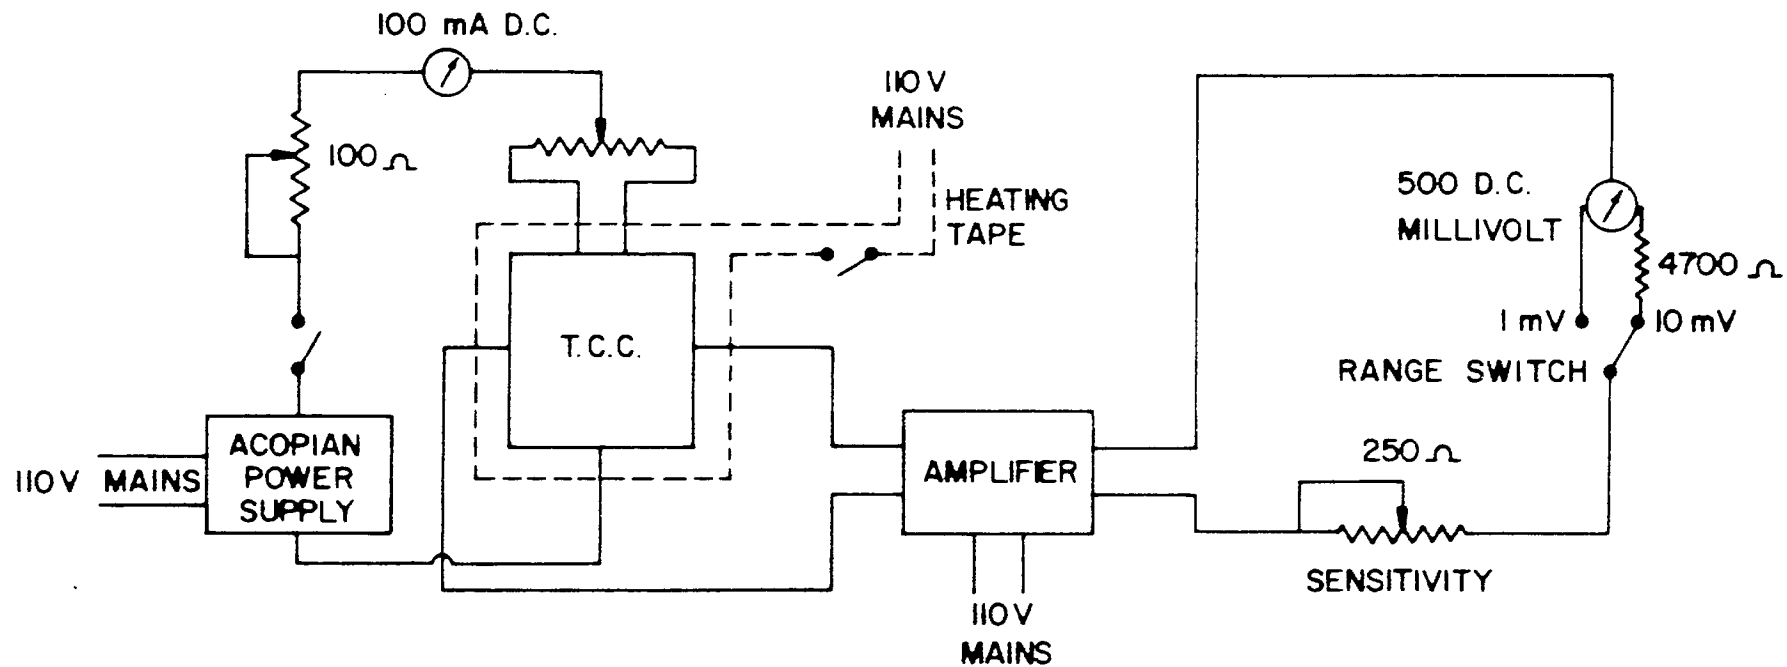 100 mA D.C.
110 V
MAINS
100 Ω
HEATING
TAPE
500 D.C.
MILLIVOLT
4700 Ω
1 mV
10 mV
T.C.C.
RANGE SWITCH
ACOPIAN
POWER
SUPPLY
110 V MAINS
AMPLIFIER
250 Ω
SENSITIVITY
110 V
MAINS